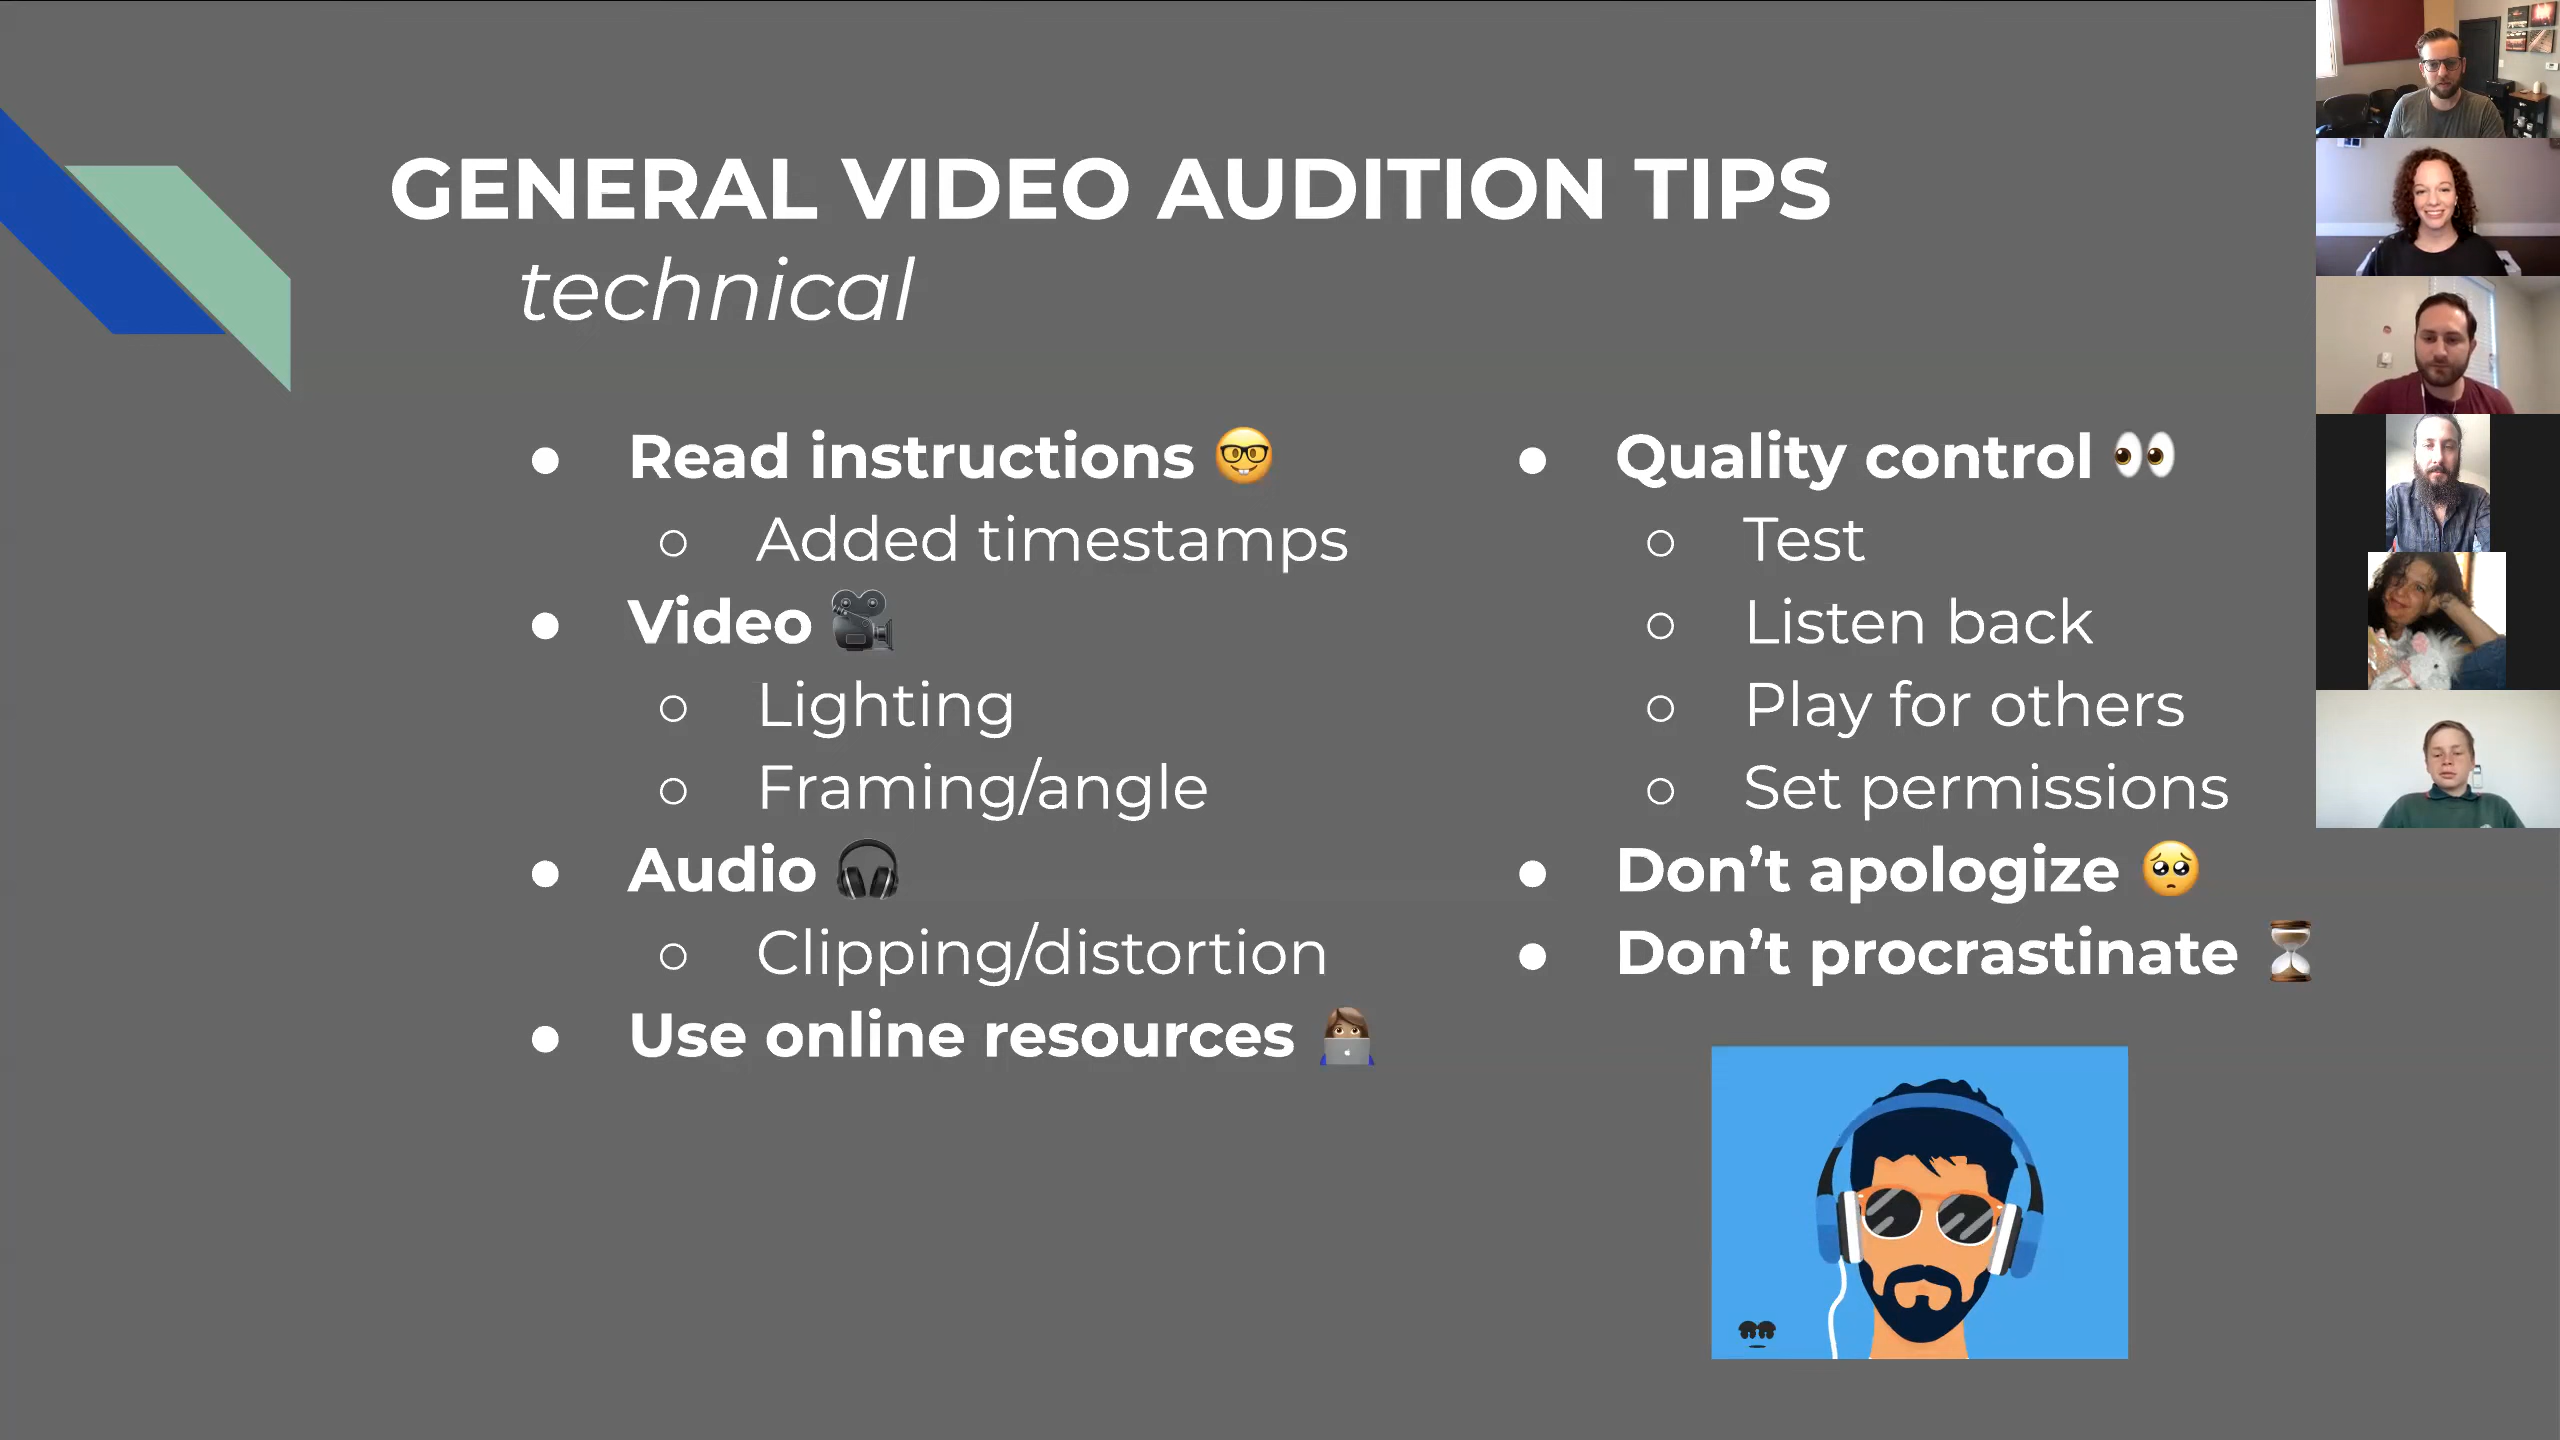 GENERAL VIDEO AUDITION TIPS
technical
● Read instructions 🤓
○ Added timestamps
● Video 🎥
○ Lighting
○ Framing/angle
● Audio 🎧
○ Clipping/distortion
● Use online resources 👩🏽‍💻
● Quality control 👀
○ Test
○ Listen back
○ Play for others
○ Set permissions
● Don’t apologize 🥺
● Don’t procrastinate ⏳